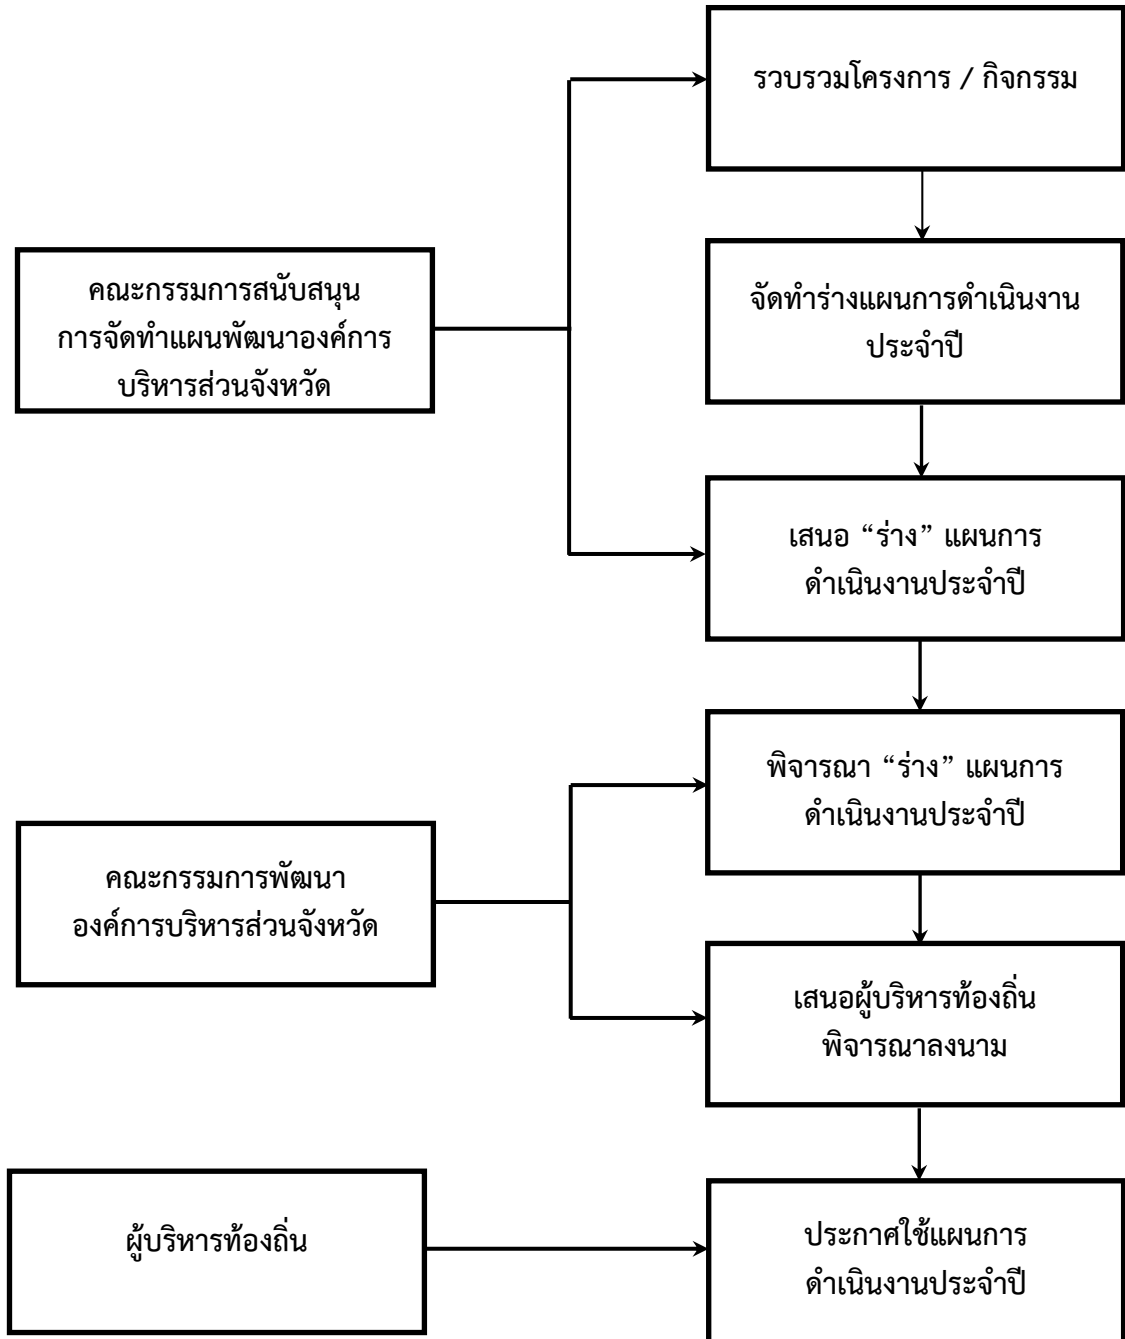 รวบรวมโครงการ / กิจกรรม
คณะกรรมการสนับสนุน
การจัดทำแผนพัฒนาองค์การ
บริหารส่วนจังหวัด
จัดทำร่างแผนการดำเนินงาน
ประจำปี
เสนอ “ร่าง” แผนการ
ดำเนินงานประจำปี
พิจารณา “ร่าง” แผนการ
ดำเนินงานประจำปี
คณะกรรมการพัฒนา
องค์การบริหารส่วนจังหวัด
เสนอผู้บริหารท้องถิ่น
พิจารณาลงนาม
ผู้บริหารท้องถิ่น
ประกาศใช้แผนการ
ดำเนินงานประจำปี